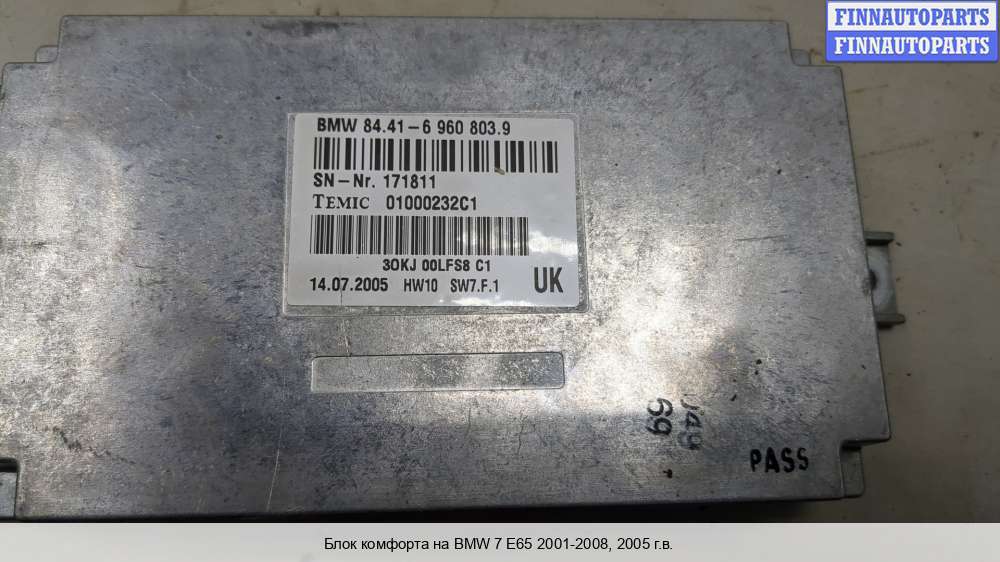 FINNAUTOPARTS
FINNAUTOPARTS
BMW 84.41-6 960 803.9
SN-Nr. 171811
TEMIC 01000232C1
3OKJ 00LFS8 C1
14.07.2005 HW10 SW7.F.1 UK
69
PASS
Блок комфорта на BMW 7 E65 2001-2008, 2005 г.в.